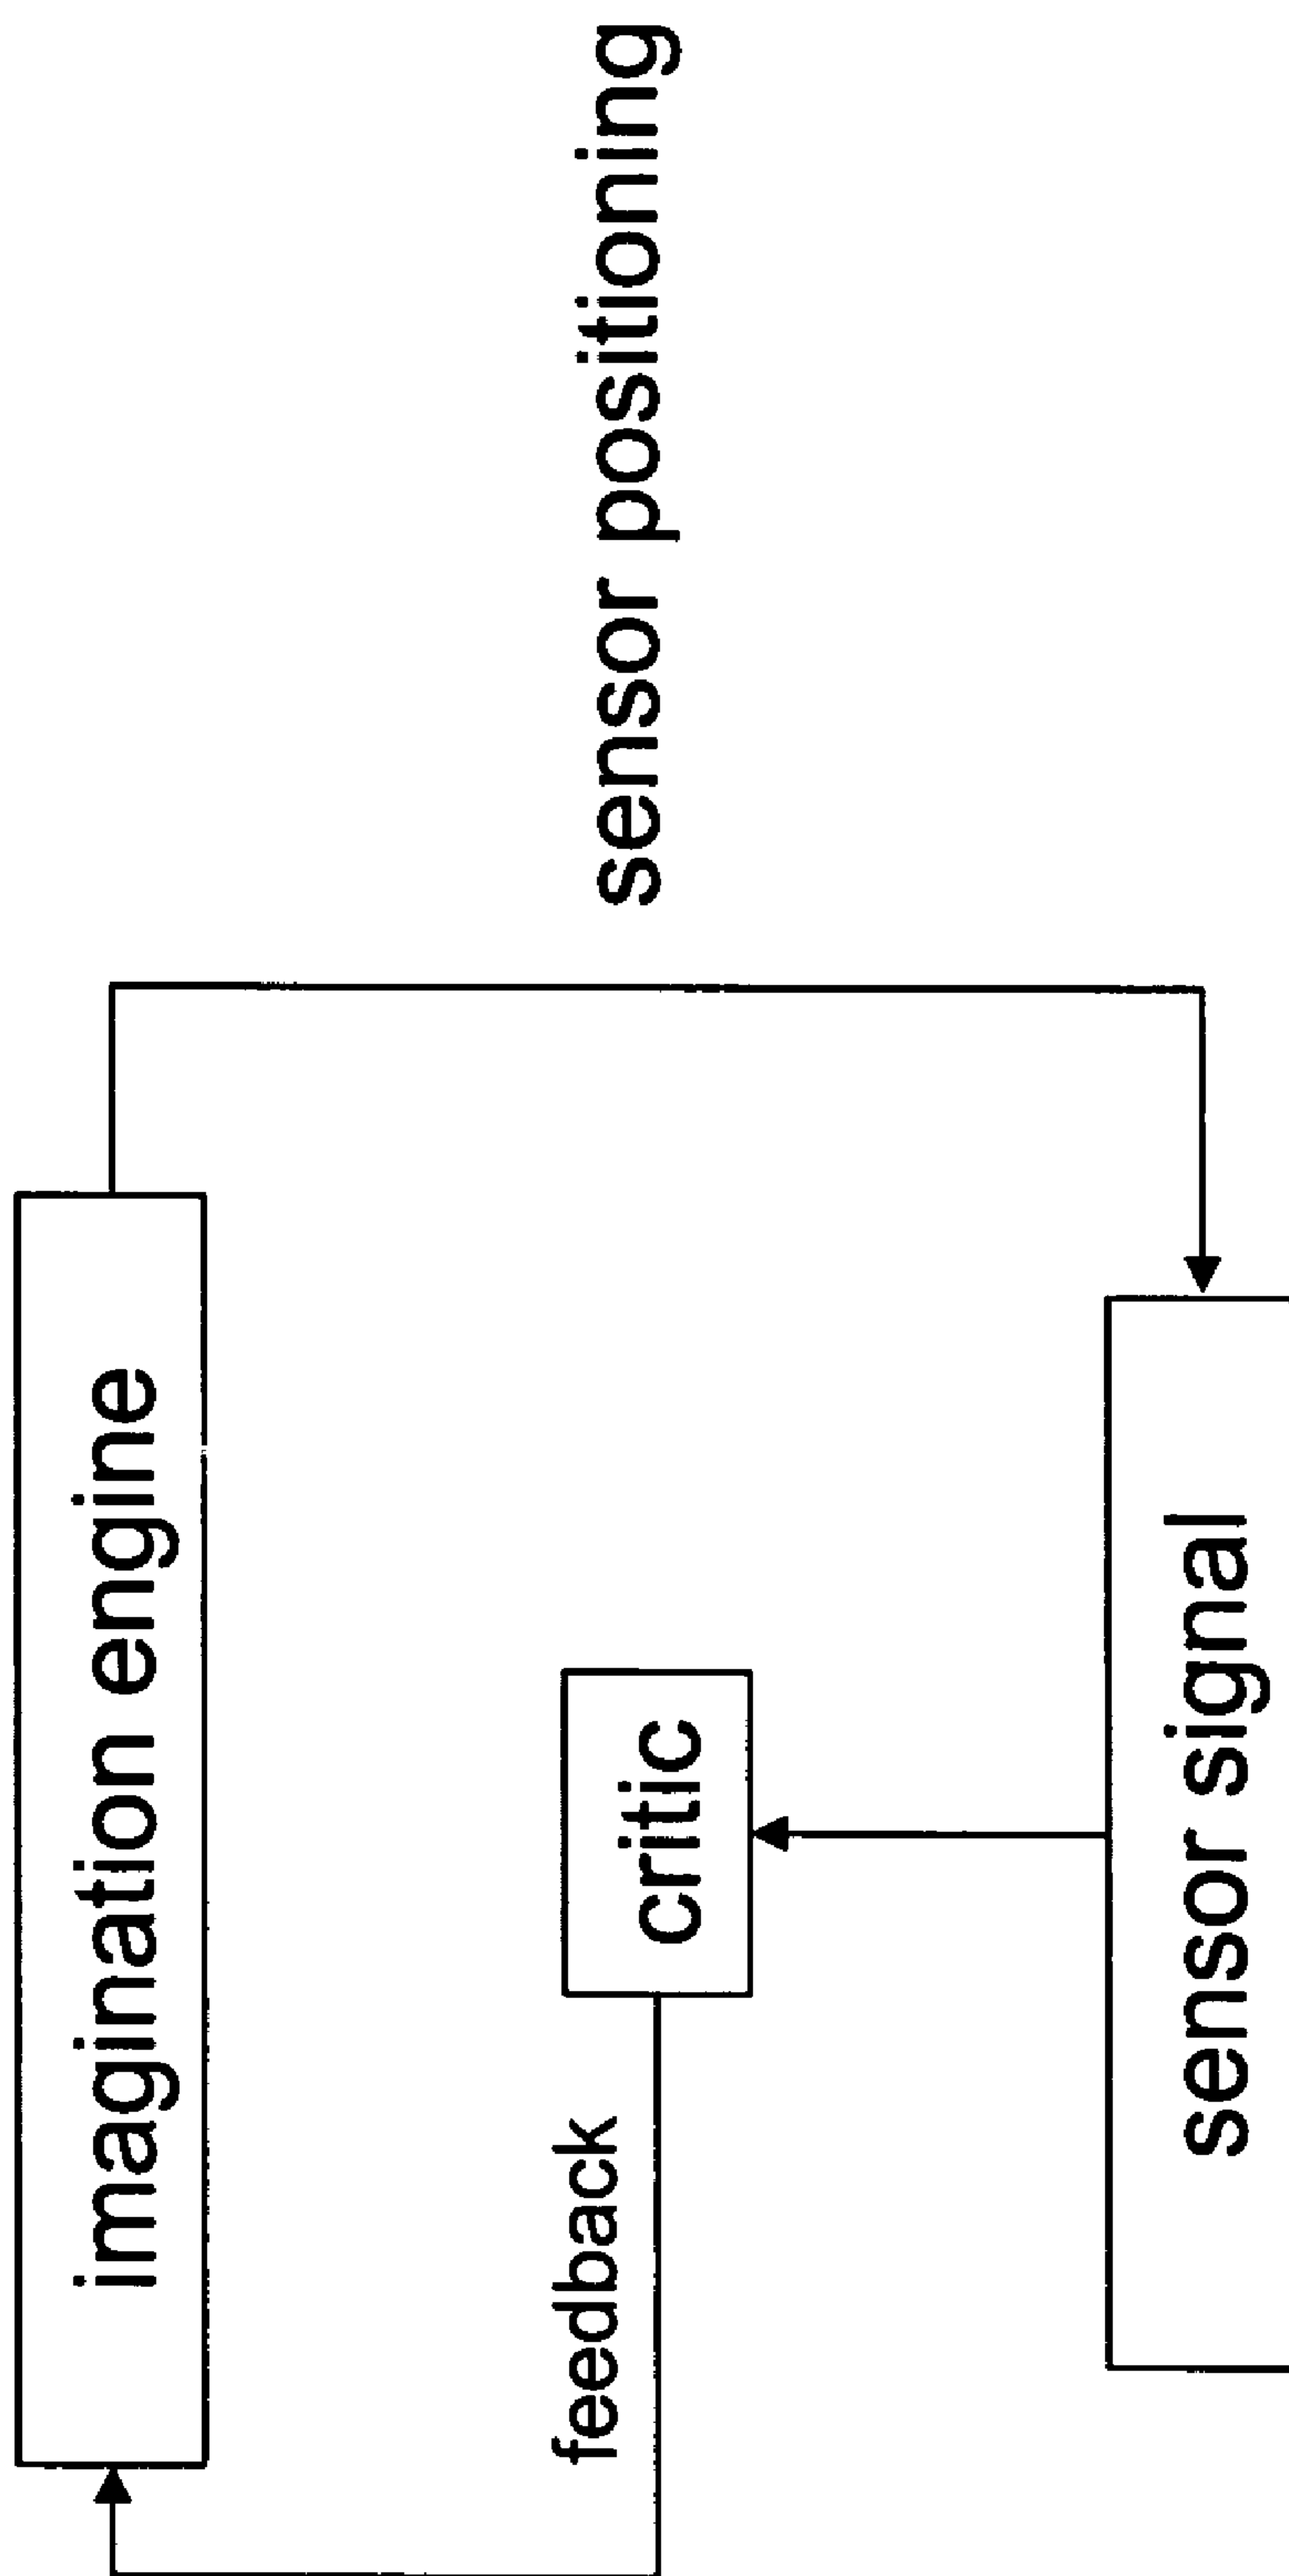 imagination engine
sensor positioning
feedback
critic
sensor signal